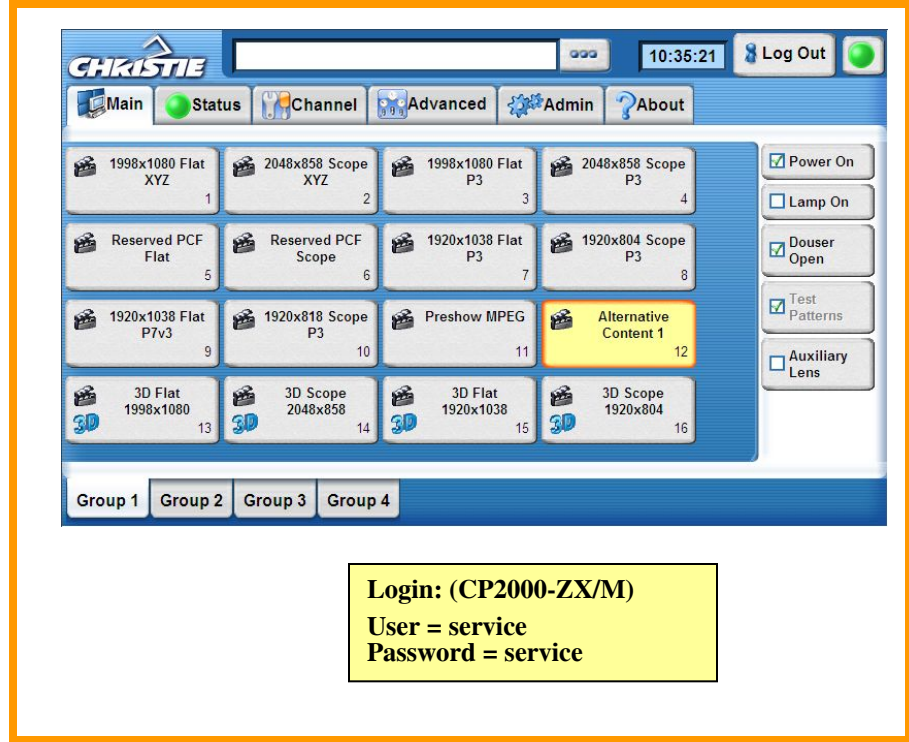 CHRISTIE
10:35:21
Log Out
Main
Status
Channel
Advanced
Admin
About
1998x1080 Flat
XYZ
1
2048x858 Scope
XYZ
2
1998x1080 Flat
P3
3
2048x858 Scope
P3
4
Reserved PCF
Flat
5
Reserved PCF
Scope
6
1920x1038 Flat
P3
7
1920x804 Scope
P3
8
1920x1038 Flat
P7v3
9
1920x818 Scope
P3
10
Preshow MPEG
11
Alternative
Content 1
12
3D Flat
1998x1080
3D
13
3D Scope
2048x858
3D
14
3D Flat
1920x1038
3D
15
3D Scope
1920x804
3D
16
Power On
Lamp On
Douser
Open
Test
Patterns
Auxiliary
Lens
Group 1
Group 2
Group 3
Group 4
Login: (CP2000-ZX/M)
User = service
Password = service